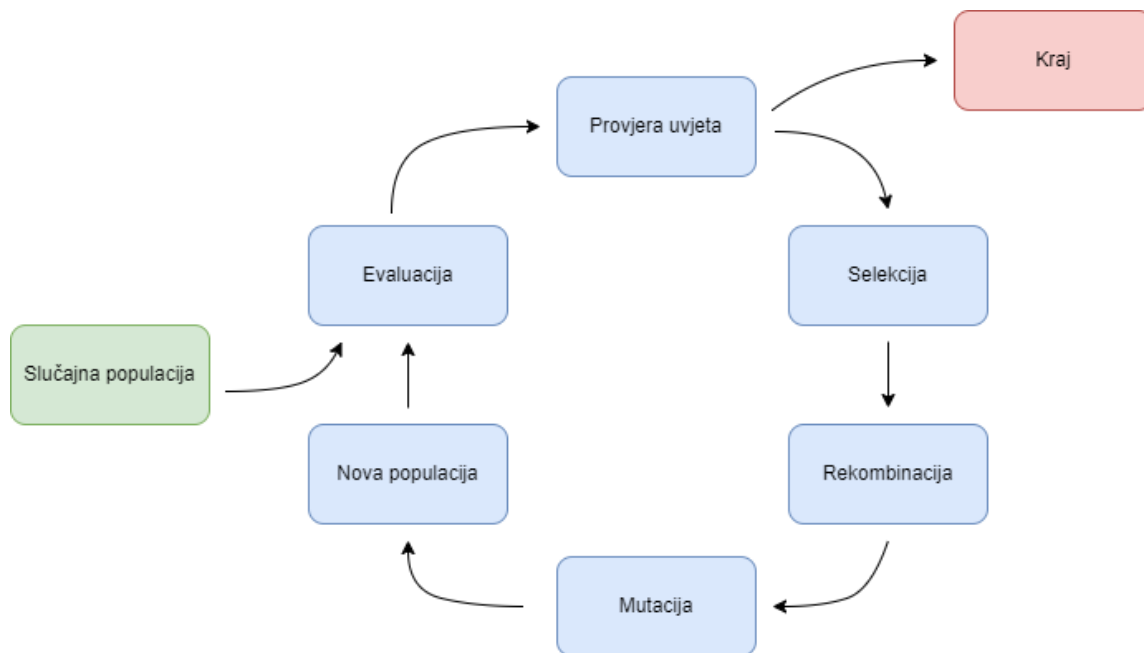 Kraj
Provjera uvjeta
Evaluacija
Selekcija
Slučajna populacija
Nova populacija
Rekombinacija
Mutacija